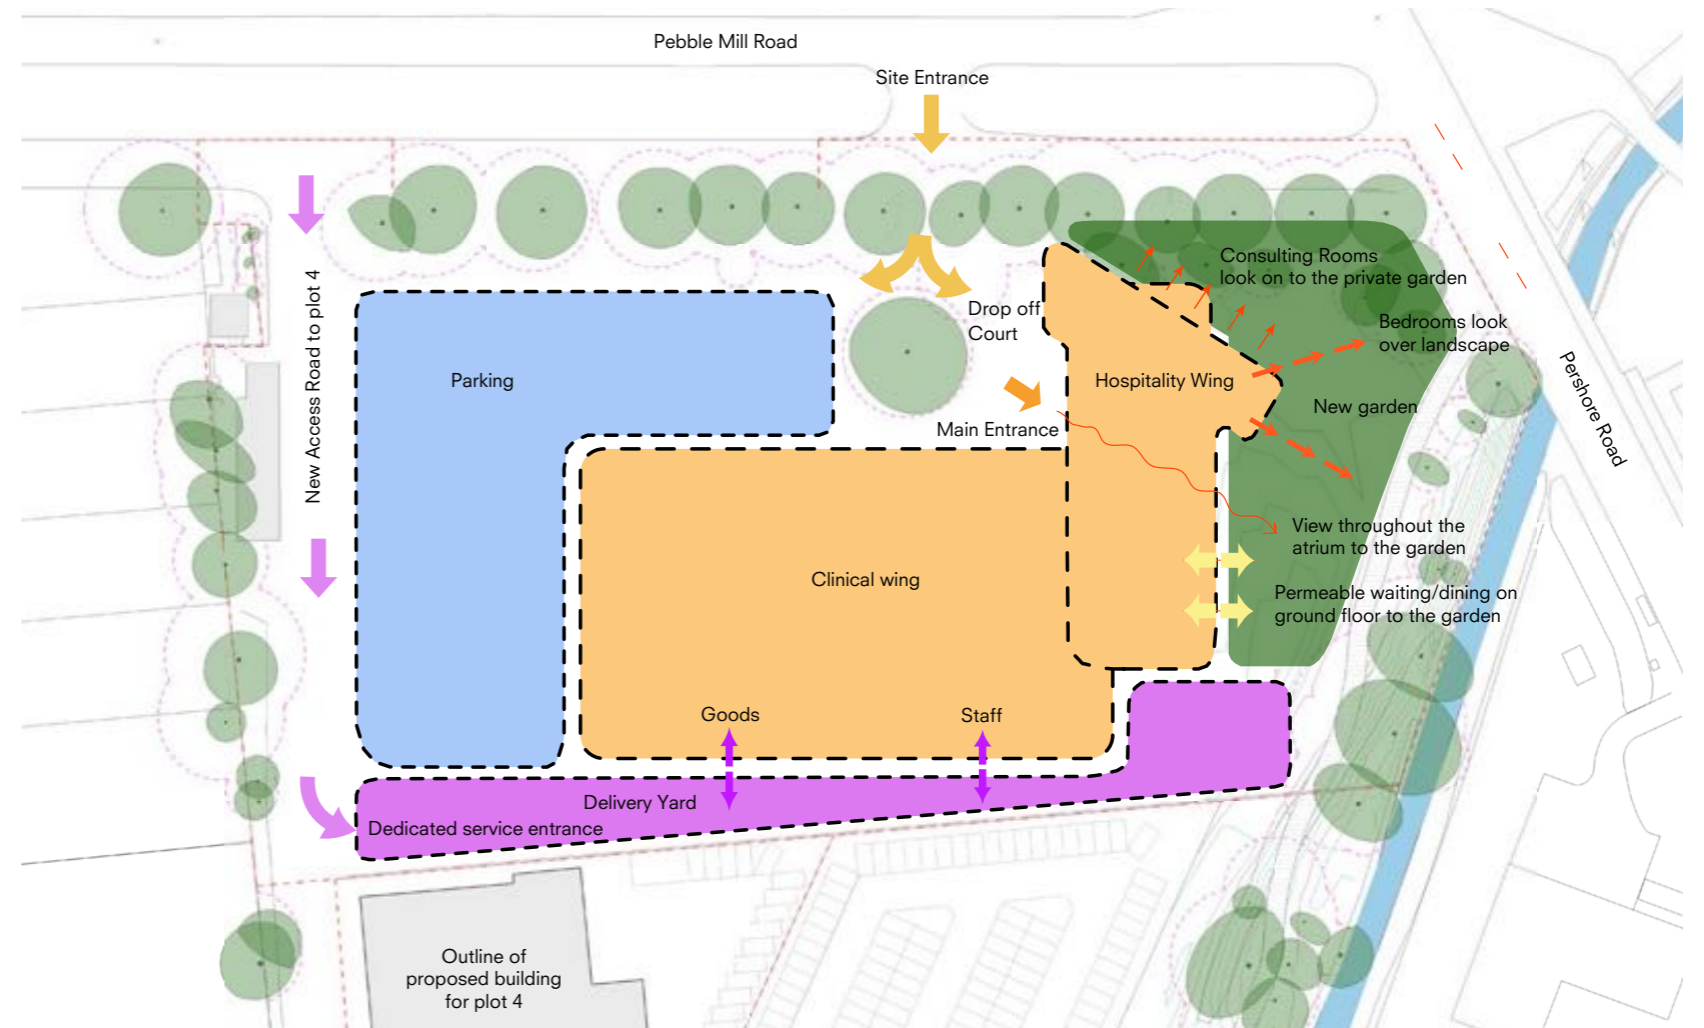 Pebble Mill Road
Site Entrance
Consulting Rooms
look on to the private garden
New Access Road to plot 4
Drop off
Court
Bedrooms look
over landscape
Pershore Road
Parking
Hospitality Wing
New garden
Main Entrance
View throughout the
atrium to the garden
Clinical wing
Permeable waiting/dining on
ground floor to the garden
Goods
Staff
Delivery Yard
Dedicated service entrance
Outline of
proposed building
for plot 4